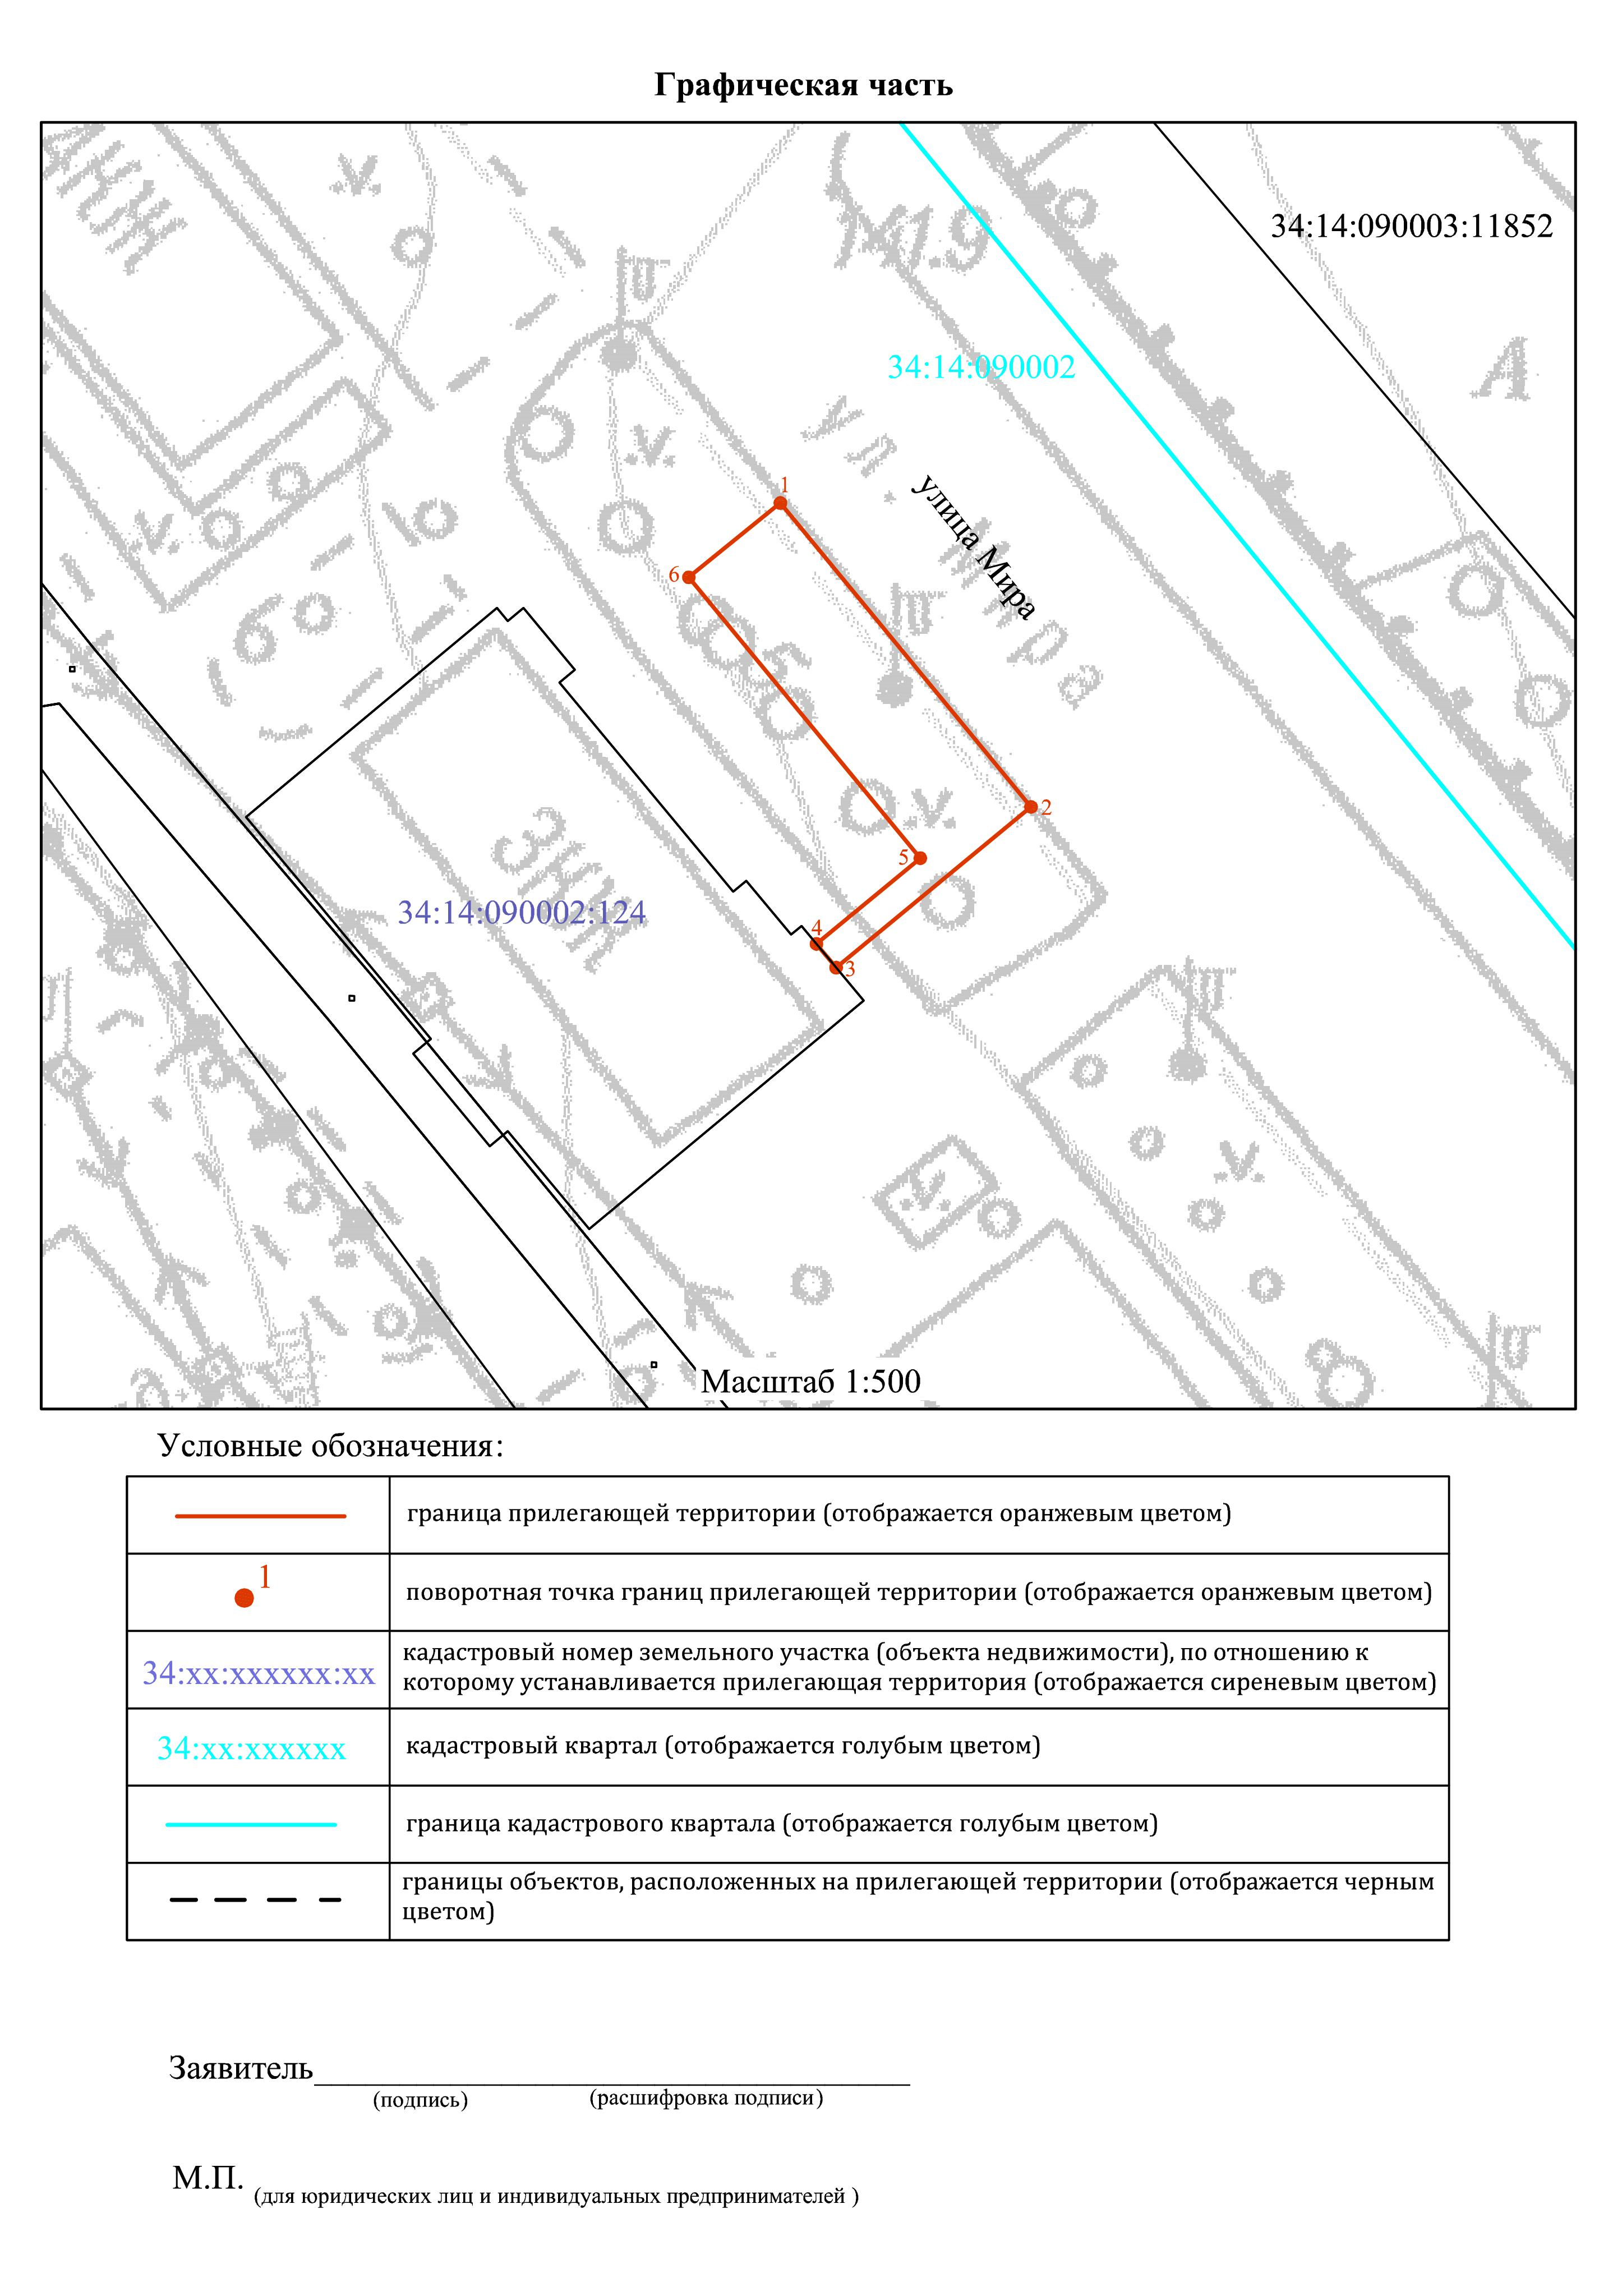 Графическая часть
34:14:090003:11852
34:14:090002
А
ул. Мира
улица Мира
1
6
2
5
4
3
3ЖН
34:14:090002:124
Масштаб 1:500
Условные обозначения:
граница прилегающей территории (отображается оранжевым цветом)
1
поворотная точка границ прилегающей территории (отображается оранжевым цветом)
34:xx:xxxxxx:xx
кадастровый номер земельного участка (объекта недвижимости), по отношению к
которому устанавливается прилегающая территория (отображается сиреневым цветом)
34:xx:xxxxxx
кадастровый квартал (отображается голубым цветом)
граница кадастрового квартала (отображается голубым цветом)
границы объектов, расположенных на прилегающей территории (отображается черным
цветом)
Заявитель
(подпись) (расшифровка подписи)
М.П. (для юридических лиц и индивидуальных предпринимателей )